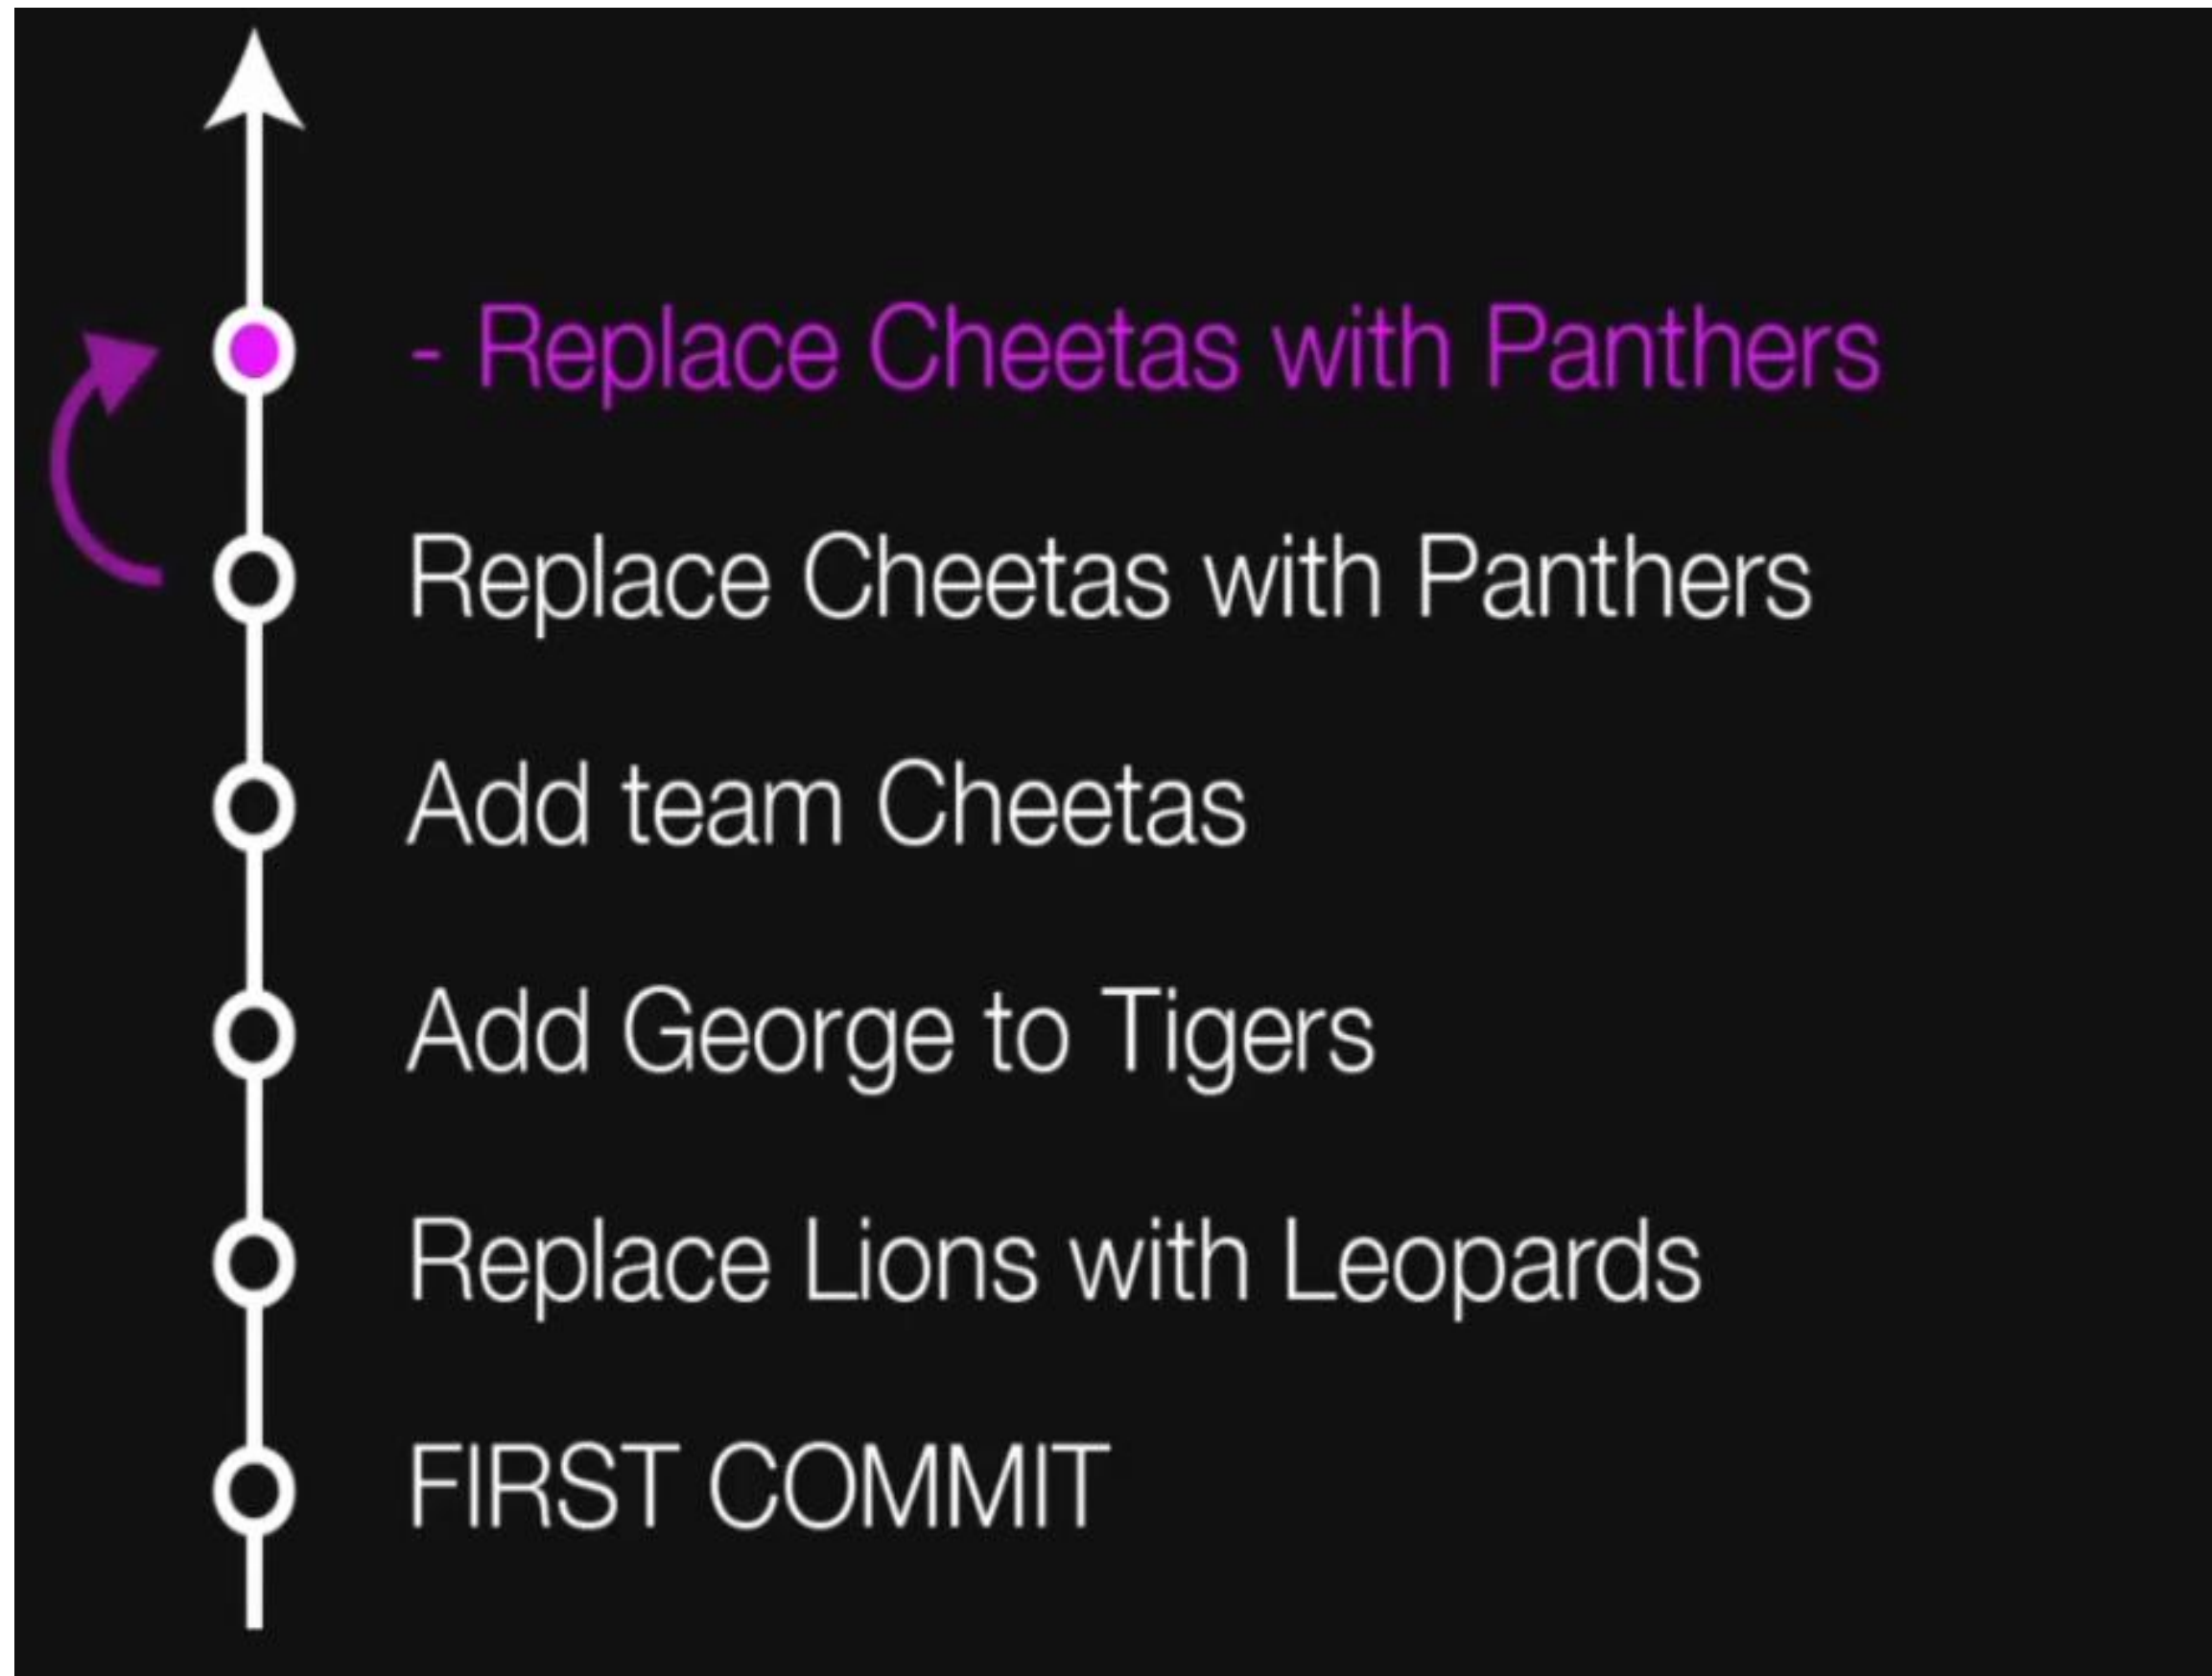 - Replace Cheetas with Panthers
Replace Cheetas with Panthers
Add team Cheetas
Add George to Tigers
Replace Lions with Leopards
FIRST COMMIT